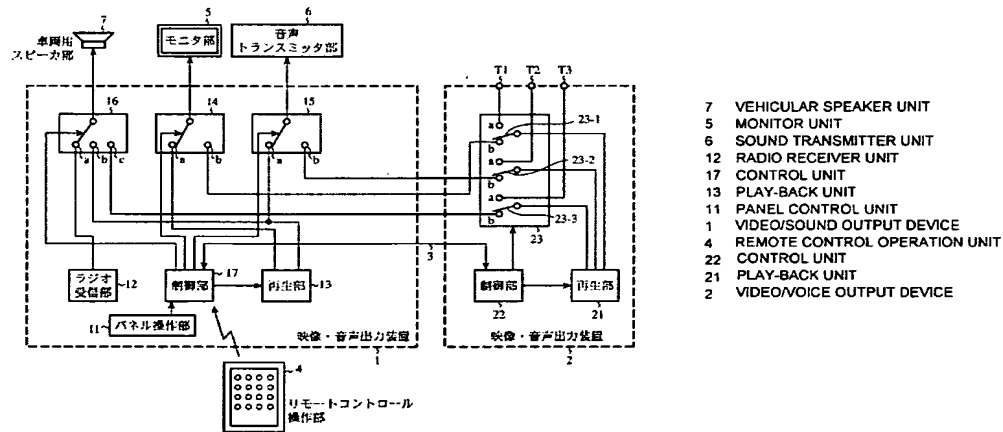 7
車両用
スピーカ部
5
モニタ部
6
音声
トランスミッタ部
T1 T2 T3
16
a b c
14
a b
15
a b
23-1
a
b
a
23-2
b
a
b
23-3
23
3
ラジオ
受信部
12
制御部
17
再生部
13
11
パネル操作部
映像・音声出力装置
1
制御部
22
再生部
21
映像・音声出力装置
2
4
リモートコントロール
操作部
7 VEHICULAR SPEAKER UNIT
5 MONITOR UNIT
6 SOUND TRANSMITTER UNIT
12 RADIO RECEIVER UNIT
17 CONTROL UNIT
13 PLAY-BACK UNIT
11 PANEL CONTROL UNIT
1 VIDEO/SOUND OUTPUT DEVICE
4 REMOTE CONTROL OPERATION UNIT
22 CONTROL UNIT
21 PLAY-BACK UNIT
2 VIDEO/VOICE OUTPUT DEVICE